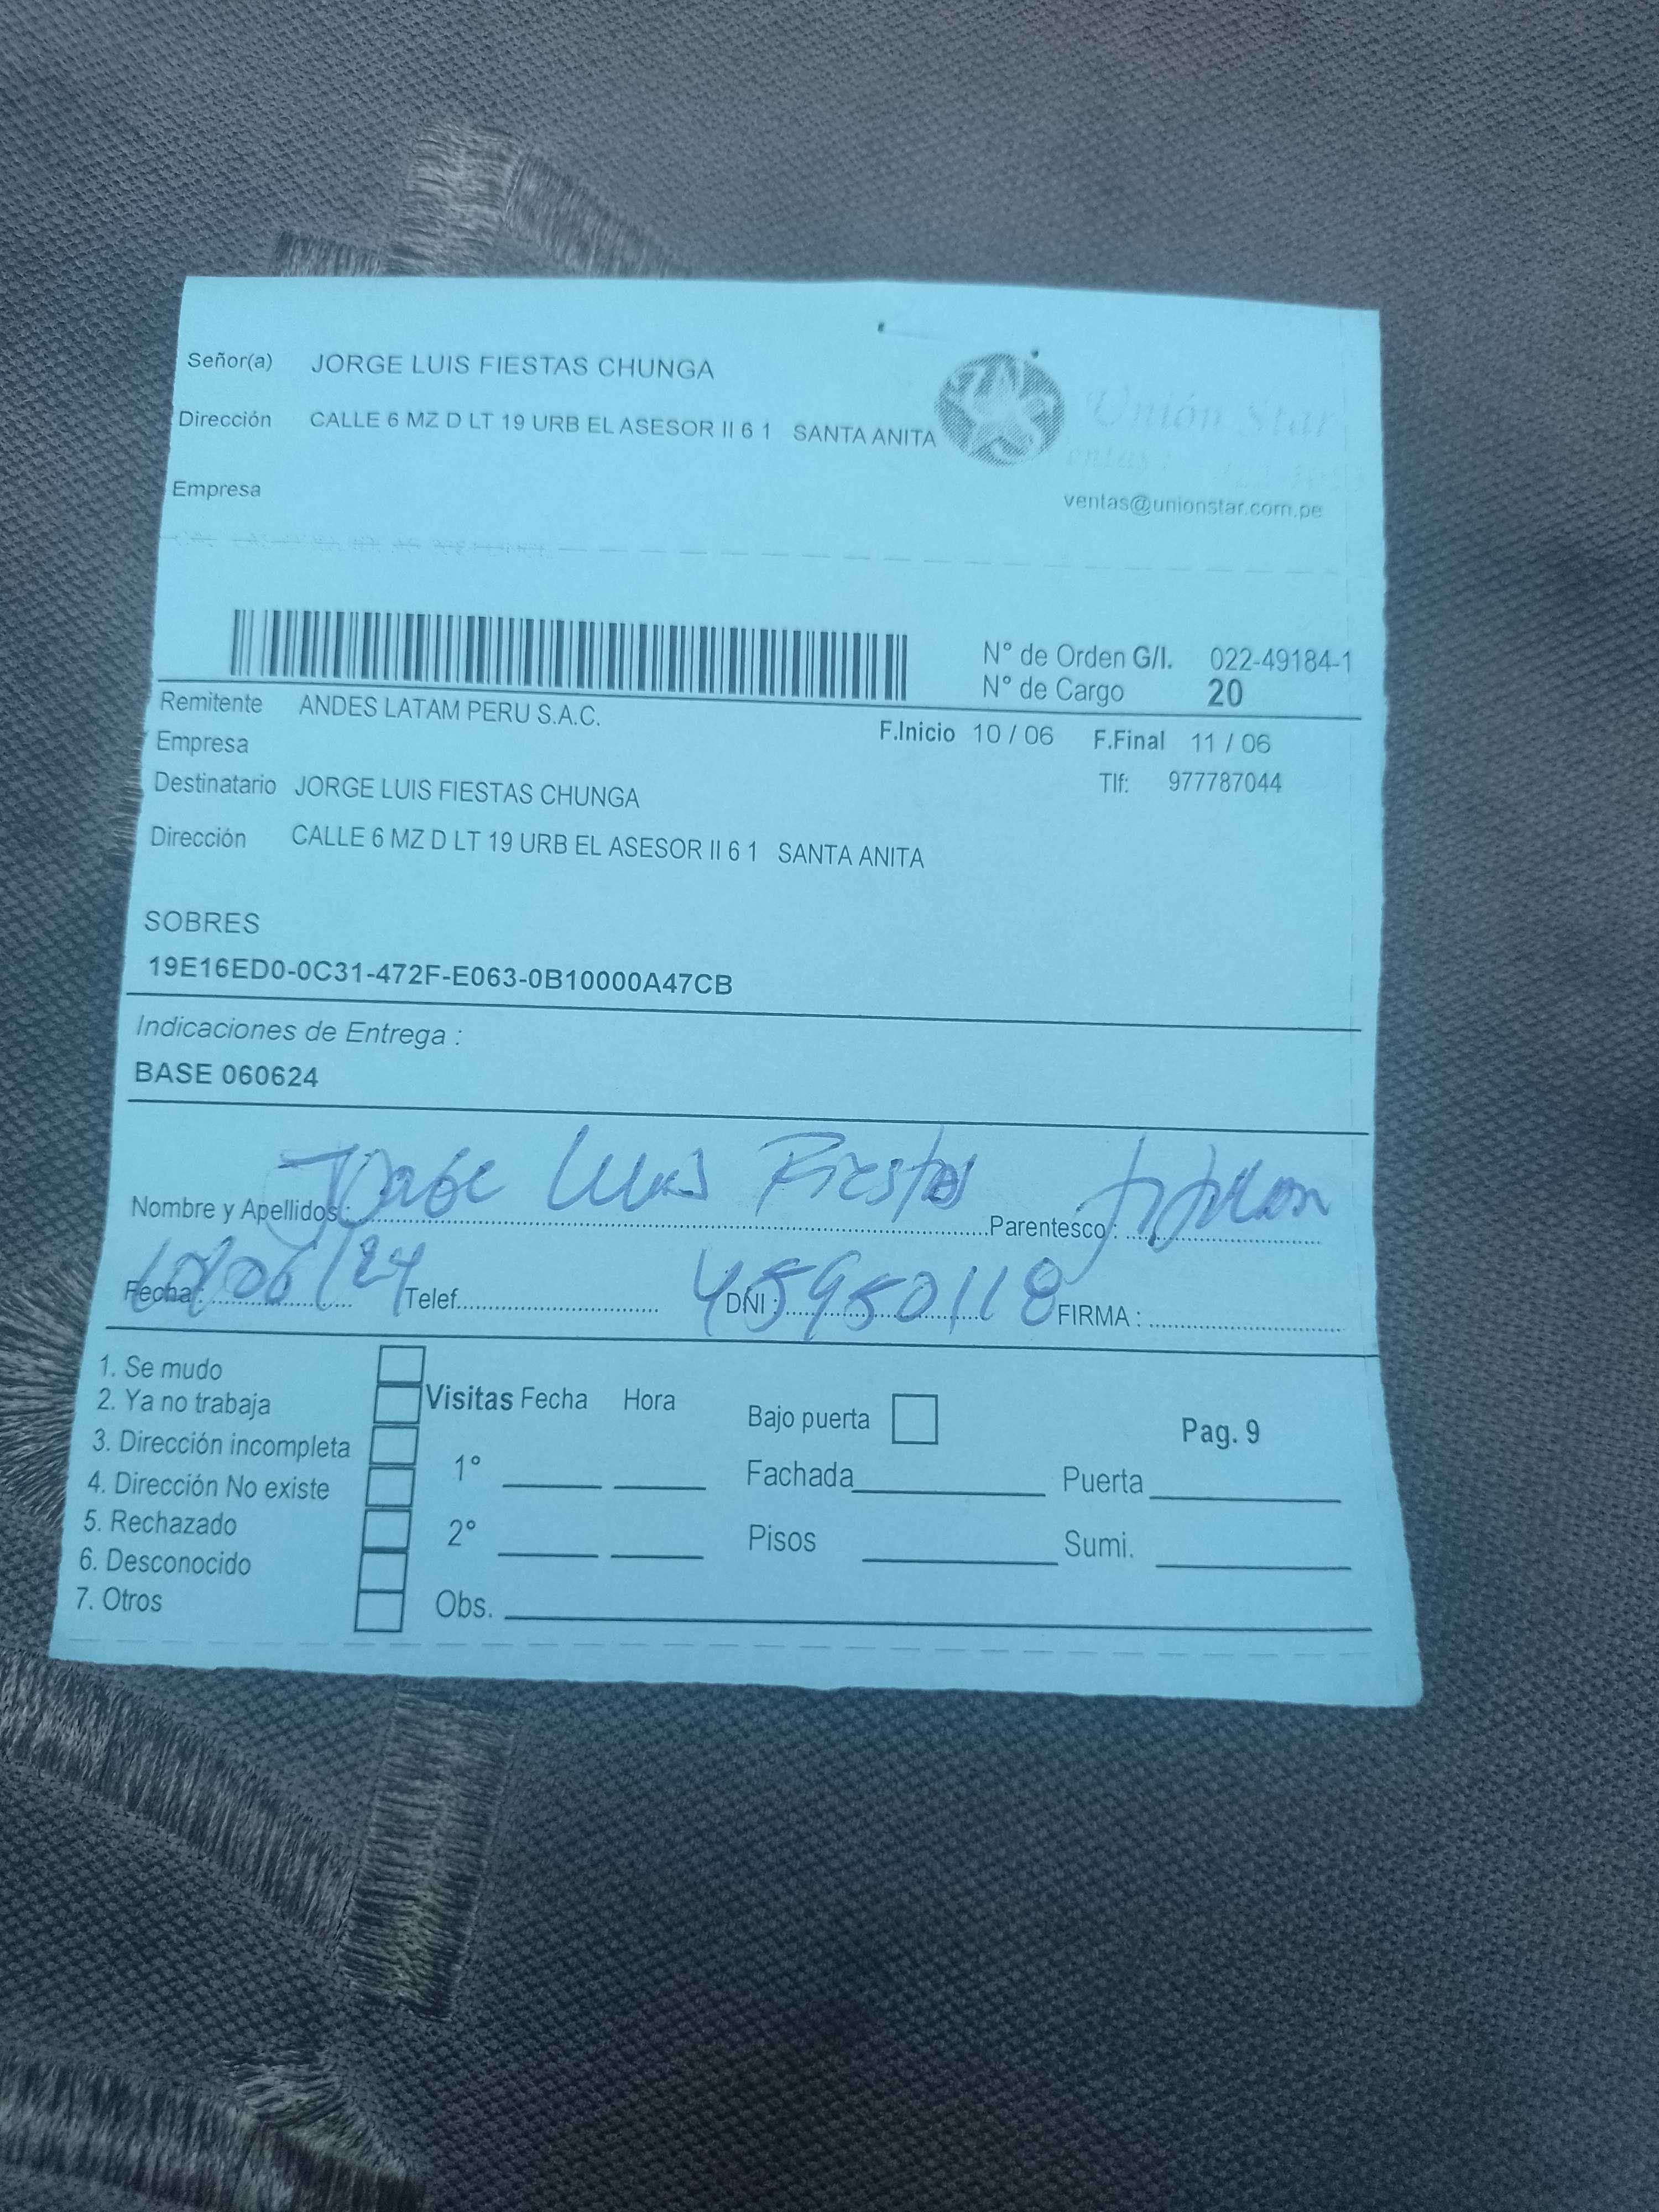 Señor(a) JORGE LUIS FIESTAS CHUNGA
Dirección CALLE 6 MZ D LT 19 URB EL ASESOR II 6 1 SANTA ANITA
Unión Star
Empresa
ventas@unionstar.com.pe
N° de Orden G/I. 022-49184-1
N° de Cargo 20
Remitente ANDES LATAM PERU S.A.C.
F.Inicio 10 / 06 F.Final 11 / 06
Empresa
Tlf: 977787044
Destinatario JORGE LUIS FIESTAS CHUNGA
Dirección CALLE 6 MZ D LT 19 URB EL ASESOR II 6 1 SANTA ANITA
SOBRES
19E16ED0-0C31-472F-E063-0B10000A47CB
Indicaciones de Entrega :
BASE 060624
Nombre y Apellidos: Jorge Luis Fiestas Parentesco:
Fecha: 10/06/24 Telef. DNI: 45950118 FIRMA:
1. Se mudo
2. Ya no trabaja
3. Dirección incompleta
4. Dirección No existe
5. Rechazado
6. Desconocido
7. Otros
Visitas Fecha Hora
1°
2°
Obs.
Bajo puerta
Pag. 9
Fachada Puerta
Pisos Sumi.